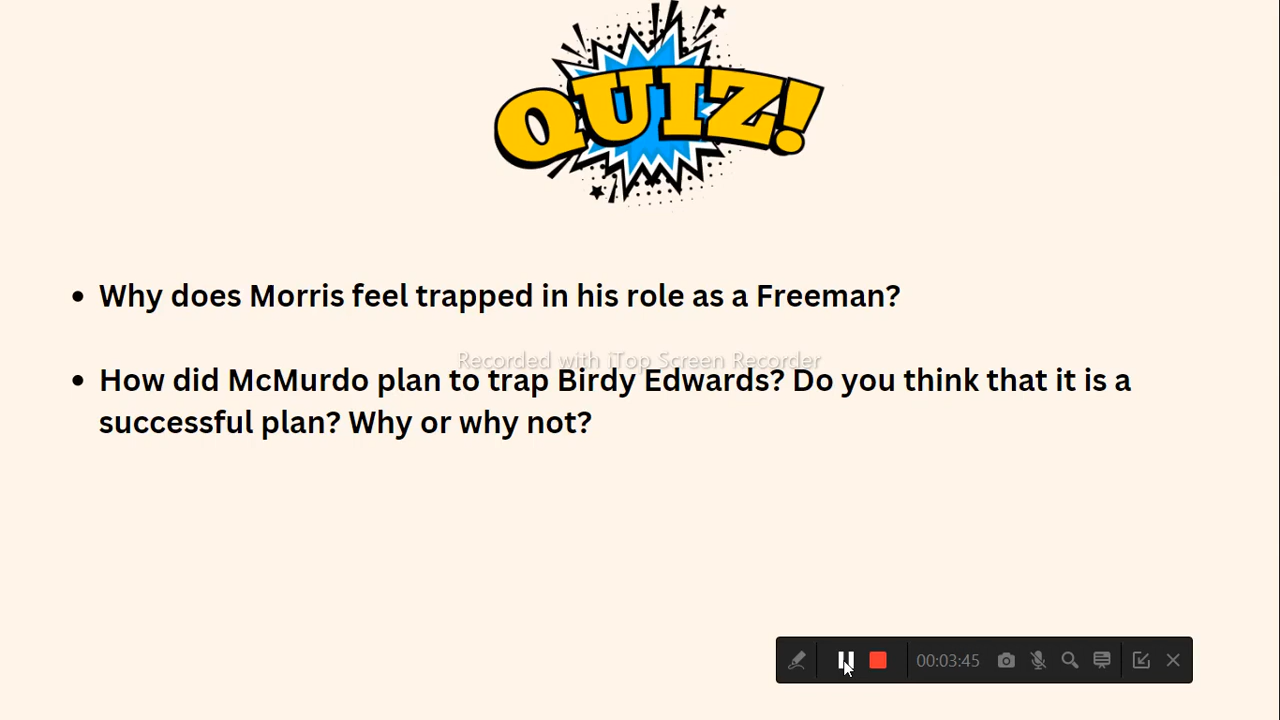 QUIZ!
• Why does Morris feel trapped in his role as a Freeman?
Recorded with iTop Screen Recorder
• How did McMurdo plan to trap Birdy Edwards? Do you think that it is a
successful plan? Why or why not?
00:03:45